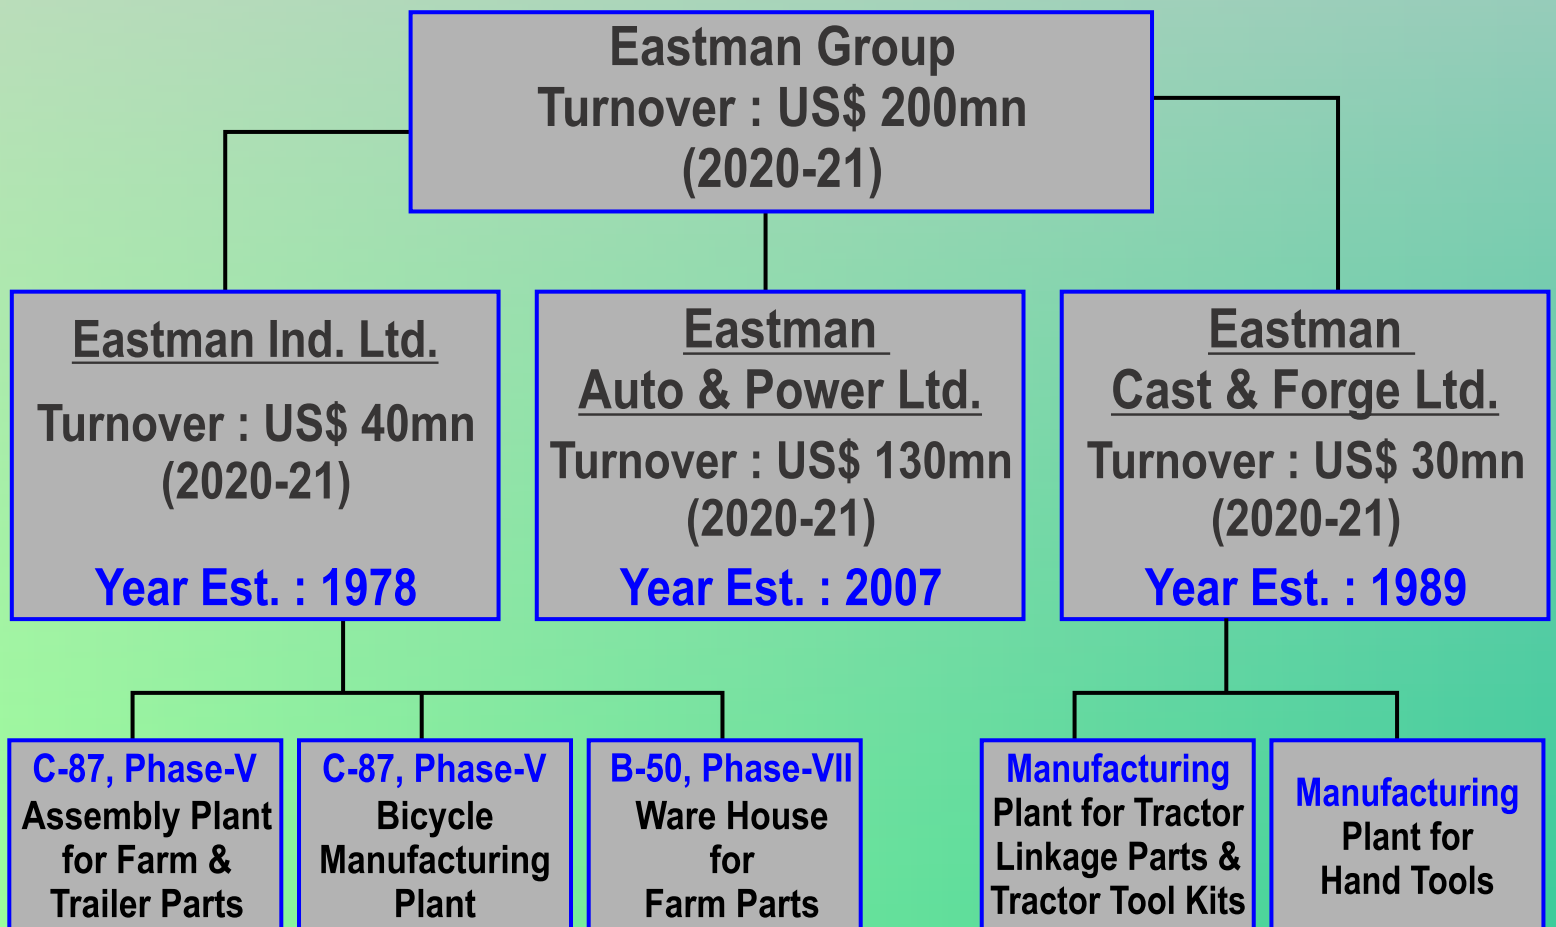 Eastman Group
Turnover : US$ 200mn
(2020-21)
Eastman Ind. Ltd.
Turnover : US$ 40mn
(2020-21)
Year Est. : 1978
Eastman
Auto & Power Ltd.
Turnover : US$ 130mn
(2020-21)
Year Est. : 2007
Eastman
Cast & Forge Ltd.
Turnover : US$ 30mn
(2020-21)
Year Est. : 1989
C-87, Phase-V
Assembly Plant
for Farm &
Trailer Parts
C-87, Phase-V
Bicycle
Manufacturing
Plant
B-50, Phase-VII
Ware House
for
Farm Parts
Manufacturing
Plant for Tractor
Linkage Parts &
Tractor Tool Kits
Manufacturing
Plant for
Hand Tools